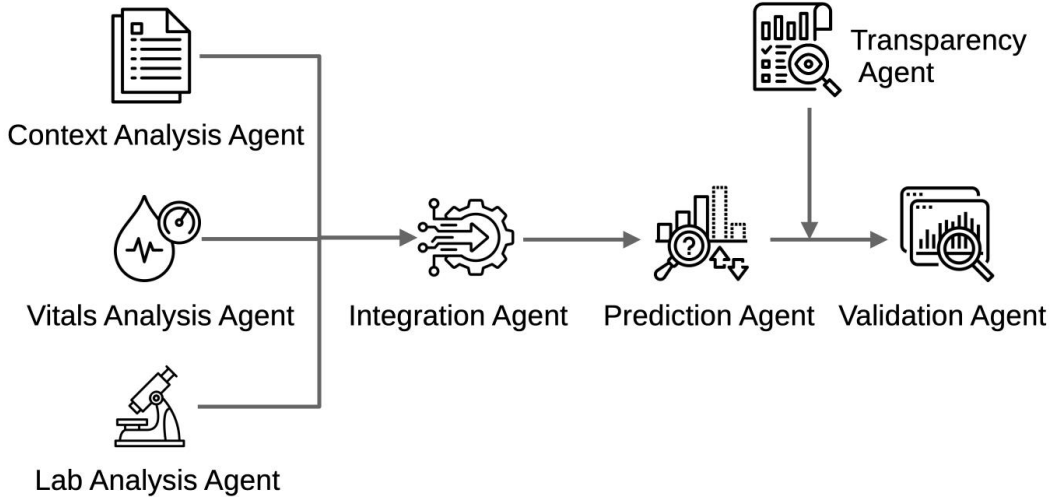 Transparency
Agent
Context Analysis Agent
Vitals Analysis Agent
Integration Agent
Prediction Agent
Validation Agent
Lab Analysis Agent